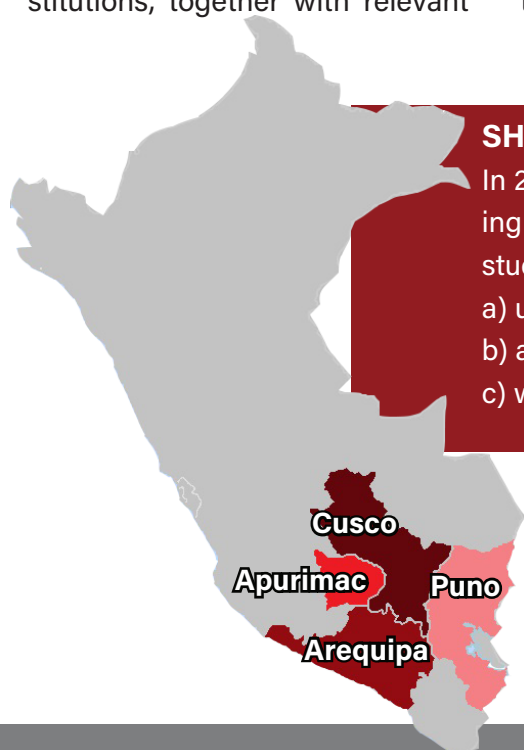 stitutions, together with relevant
SH
In 2
ing
stud
a) u
b) a
c) w
Cusco
Apurimac
Puno
Arequipa